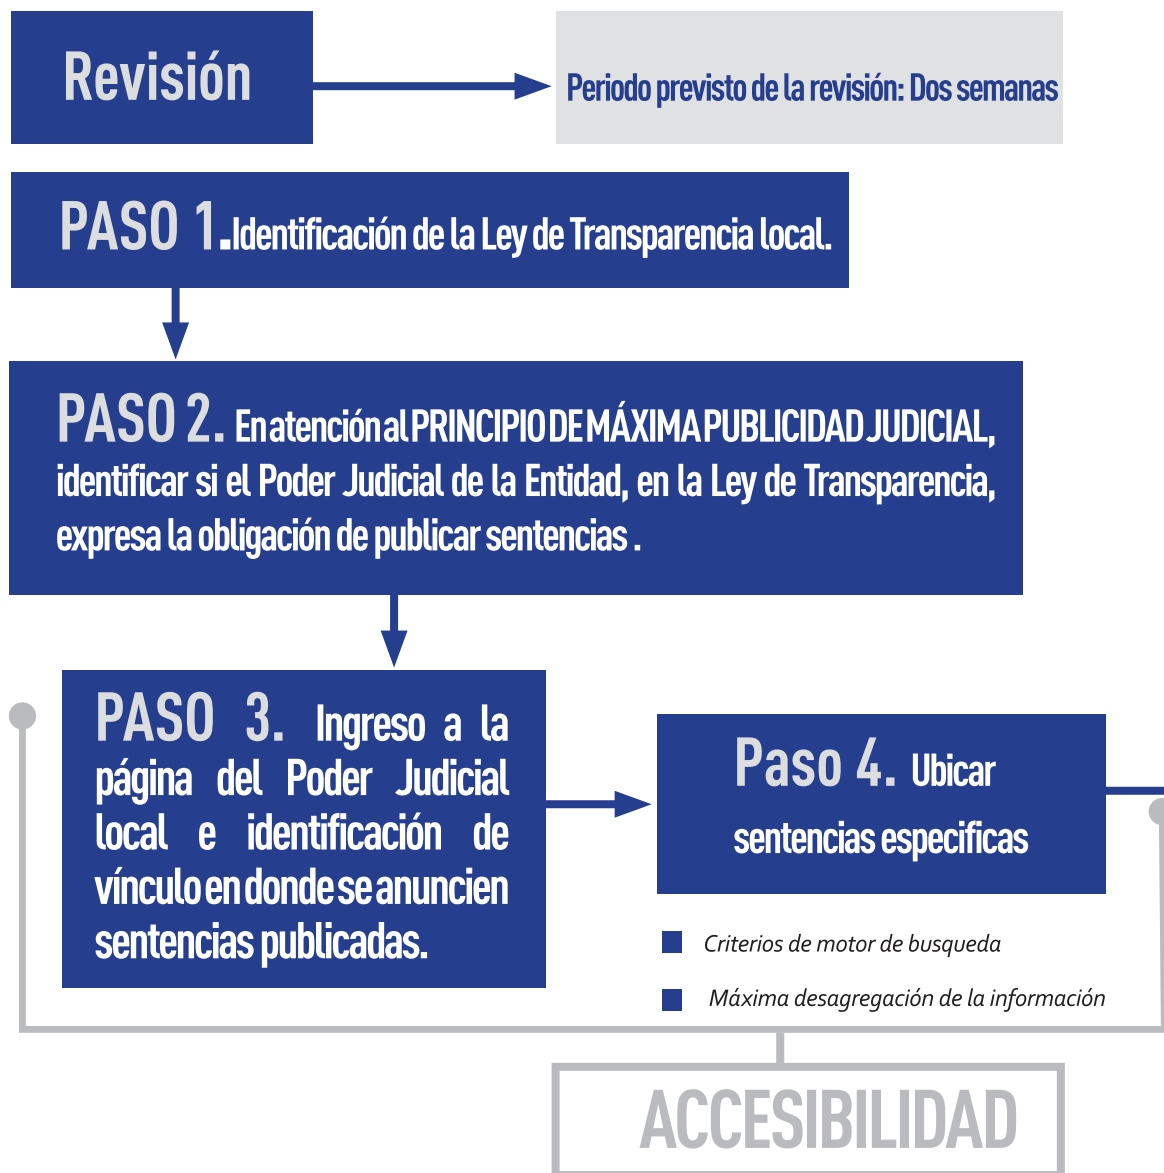 Revisión
Periodo previsto de la revisión: Dos semanas
PASO 1. Identificación de la Ley de Transparencia local.
PASO 2. En atención al PRINCIPIO DE MÁXIMA PUBLICIDAD JUDICIAL,
identificar si el Poder Judicial de la Entidad, en la Ley de Transparencia,
expresa la obligación de publicar sentencias .
PASO 3. Ingreso a la
página del Poder Judicial
local e identificación de
vínculo en donde se anuncien
sentencias publicadas.
Paso 4. Ubicar
sentencias especificas
Criterios de motor de busqueda
Máxima desagregación de la información
ACCESIBILIDAD